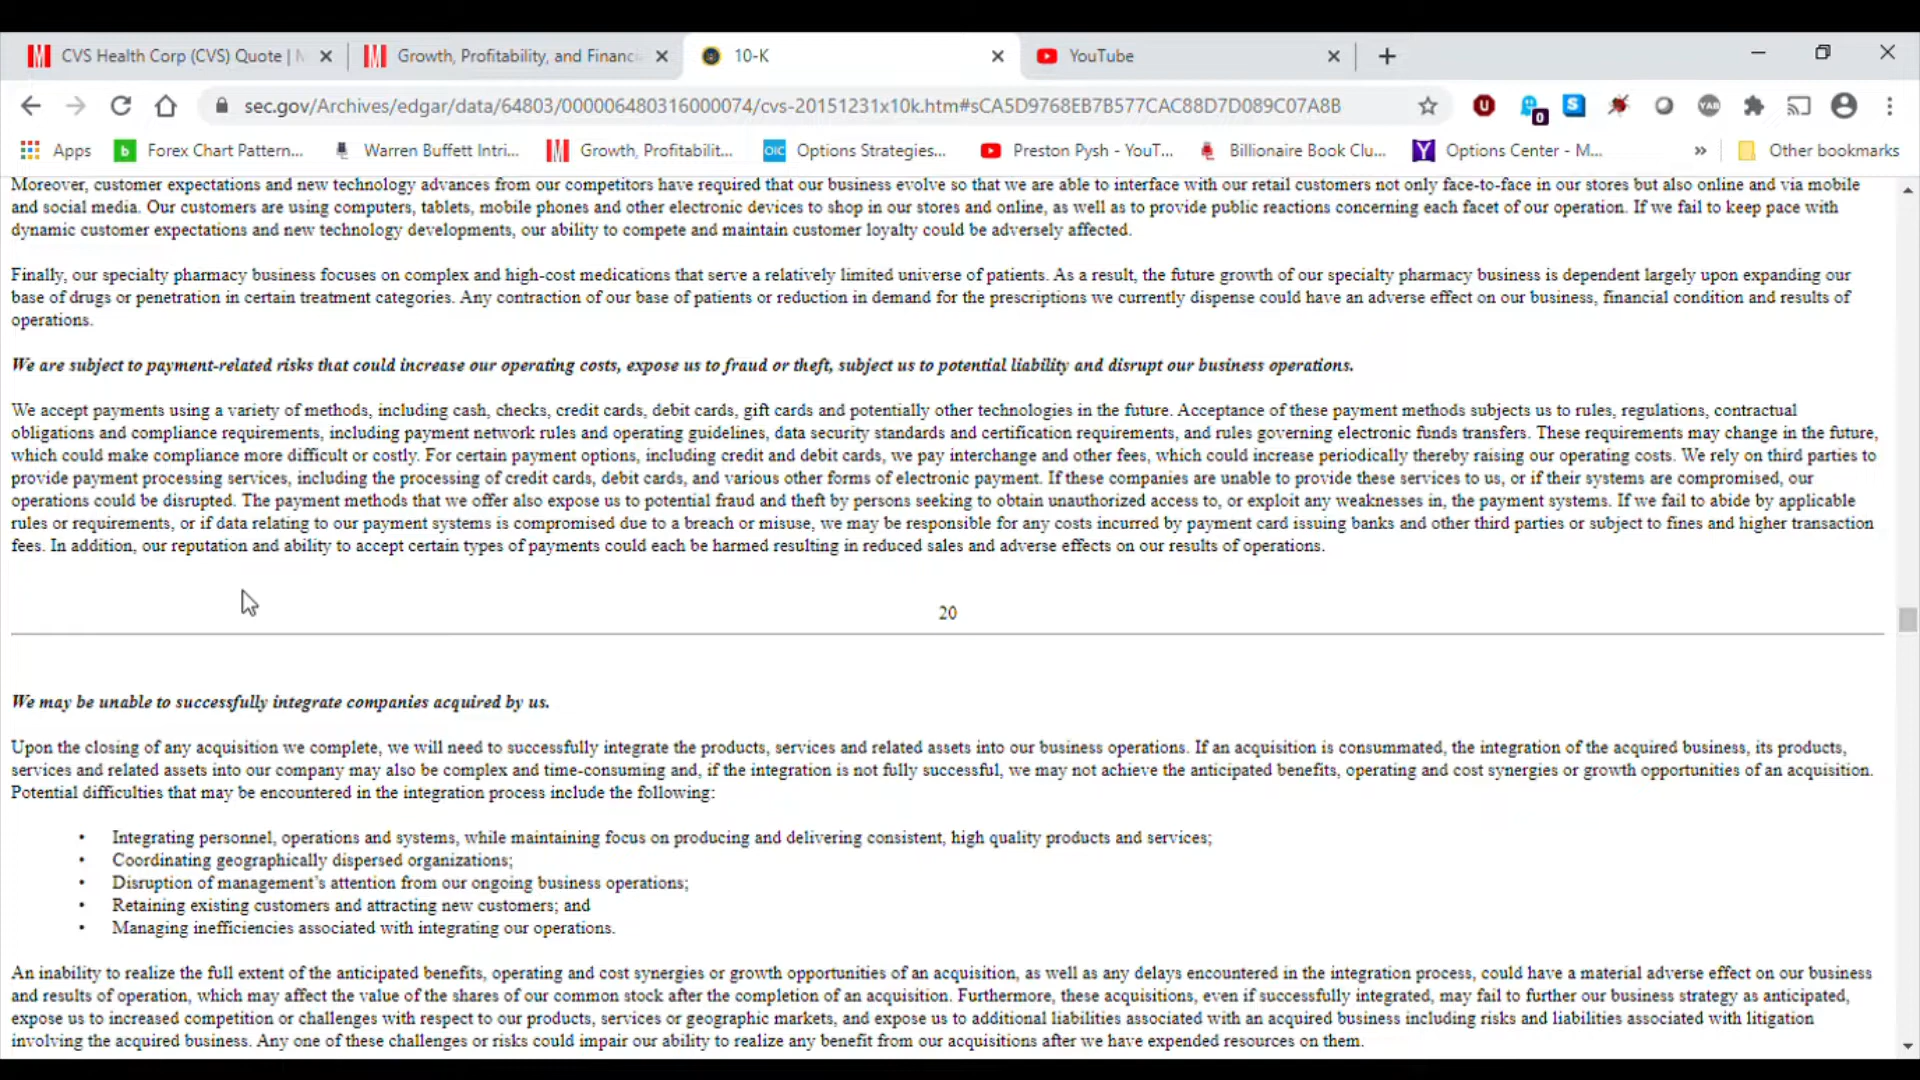 CVS Health Corp (CVS) Quote | M
Growth, Profitability, and Financ
10-K
YouTube
sec.gov/Archives/edgar/data/64803/000006480316000074/cvs-20151231x10k.htm#sCA5D9768EB7B577CAC88D7D089C07A8B
0
YAB
Apps
Forex Chart Pattern...
Warren Buffett Intri...
Growth, Profitabilit...
OIC
Options Strategies...
Preston Pysh - YouT...
Billionaire Book Clu...
Options Center - M...
»
Other bookmarks
Moreover, customer expectations and new technology advances from our competitors have required that our business evolve so that we are able to interface with our retail customers not only face-to-face in our stores but also online and via mobile
and social media. Our customers are using computers, tablets, mobile phones and other electronic devices to shop in our stores and online, as well as to provide public reactions concerning each facet of our operation. If we fail to keep pace with
dynamic customer expectations and new technology developments, our ability to compete and maintain customer loyalty could be adversely affected.
Finally, our specialty pharmacy business focuses on complex and high-cost medications that serve a relatively limited universe of patients. As a result, the future growth of our specialty pharmacy business is dependent largely upon expanding our
base of drugs or penetration in certain treatment categories. Any contraction of our base of patients or reduction in demand for the prescriptions we currently dispense could have an adverse effect on our business, financial condition and results of
operations.
We are subject to payment-related risks that could increase our operating costs, expose us to fraud or theft, subject us to potential liability and disrupt our business operations.
We accept payments using a variety of methods, including cash, checks, credit cards, debit cards, gift cards and potentially other technologies in the future. Acceptance of these payment methods subjects us to rules, regulations, contractual
obligations and compliance requirements, including payment network rules and operating guidelines, data security standards and certification requirements, and rules governing electronic funds transfers. These requirements may change in the future,
which could make compliance more difficult or costly. For certain payment options, including credit and debit cards, we pay interchange and other fees, which could increase periodically thereby raising our operating costs. We rely on third parties to
provide payment processing services, including the processing of credit cards, debit cards, and various other forms of electronic payment. If these companies are unable to provide these services to us, or if their systems are compromised, our
operations could be disrupted. The payment methods that we offer also expose us to potential fraud and theft by persons seeking to obtain unauthorized access to, or exploit any weaknesses in, the payment systems. If we fail to abide by applicable
rules or requirements, or if data relating to our payment systems is compromised due to a breach or misuse, we may be responsible for any costs incurred by payment card issuing banks and other third parties or subject to fines and higher transaction
fees. In addition, our reputation and ability to accept certain types of payments could each be harmed resulting in reduced sales and adverse effects on our results of operations.
20
We may be unable to successfully integrate companies acquired by us.
Upon the closing of any acquisition we complete, we will need to successfully integrate the products, services and related assets into our business operations. If an acquisition is consummated, the integration of the acquired business, its products,
services and related assets into our company may also be complex and time-consuming and, if the integration is not fully successful, we may not achieve the anticipated benefits, operating and cost synergies or growth opportunities of an acquisition.
Potential difficulties that may be encountered in the integration process include the following:
• Integrating personnel, operations and systems, while maintaining focus on producing and delivering consistent, high quality products and services;
• Coordinating geographically dispersed organizations;
• Disruption of management's attention from our ongoing business operations;
• Retaining existing customers and attracting new customers; and
• Managing inefficiencies associated with integrating our operations.
An inability to realize the full extent of the anticipated benefits, operating and cost synergies or growth opportunities of an acquisition, as well as any delays encountered in the integration process, could have a material adverse effect on our business
and results of operation, which may affect the value of the shares of our common stock after the completion of an acquisition. Furthermore, these acquisitions, even if successfully integrated, may fail to further our business strategy as anticipated,
expose us to increased competition or challenges with respect to our products, services or geographic markets, and expose us to additional liabilities associated with an acquired business including risks and liabilities associated with litigation
involving the acquired business. Any one of these challenges or risks could impair our ability to realize any benefit from our acquisitions after we have expended resources on them.